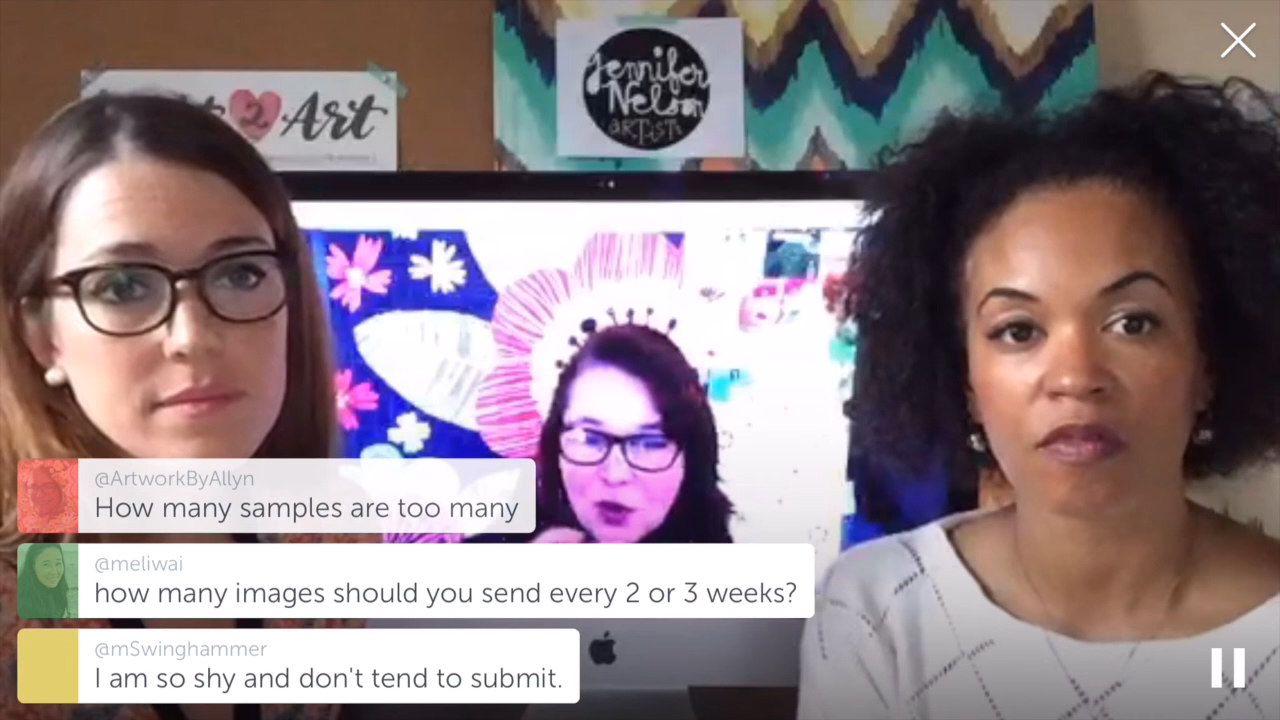 2 Art
Jennifer
Nelson
ARTIST
@ArtworkByAllyn
How many samples are too many
@meliwai
how many images should you send every 2 or 3 weeks?
@mSwinghammer
I am so shy and don't tend to submit.